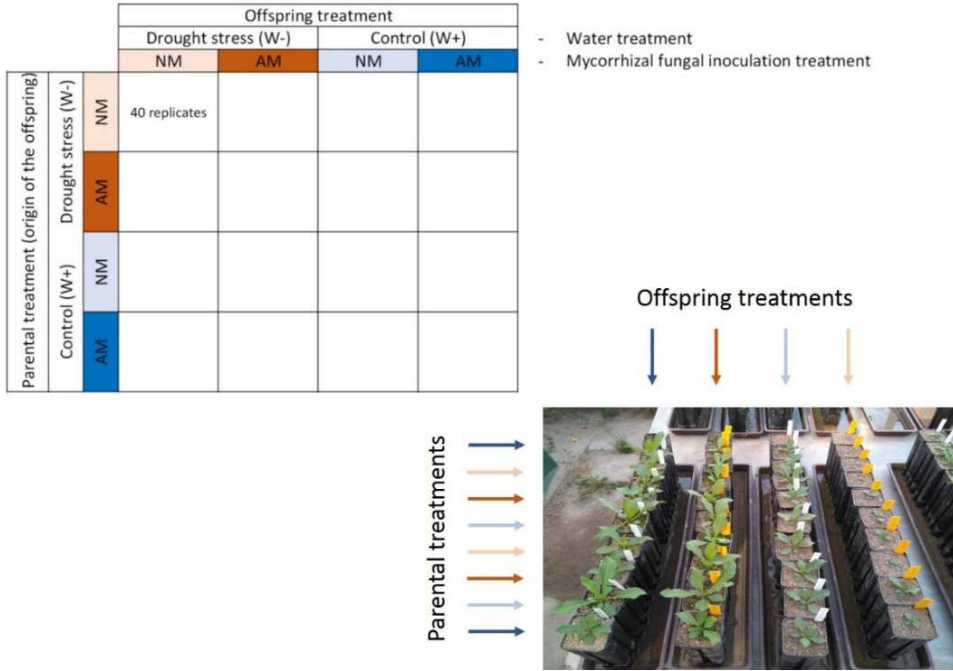 Offspring treatment
Drought stress (W-)
Control (W+)
NM
AM
NM
AM
Parental treatment (origin of the offspring)
Drought stress (W-)
Control (W+)
NM
AM
NM
AM
40 replicates
- Water treatment
- Mycorrhizal fungal inoculation treatment
Offspring treatments
Parental treatments